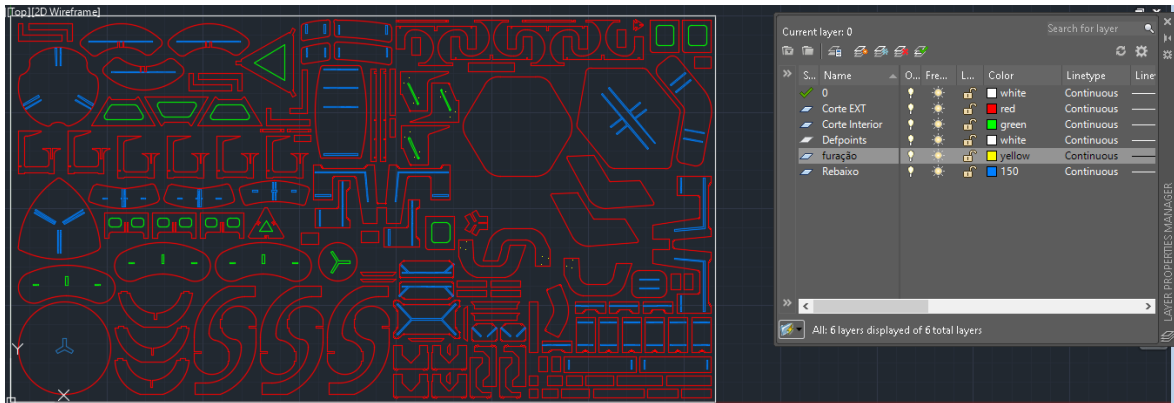 [Top][2D Wireframe]
Current layer: 0
Search for layer
S... Name O... Fre... L... Color Linetype Linev
0 white Continuous
Corte EXT red Continuous
Corte Interior green Continuous
Defpoints white Continuous
furação yellow Continuous
Rebaixo 150 Continuous
All: 6 layers displayed of 6 total layers
LAYER PROPERTIES MANAGER
Y
X